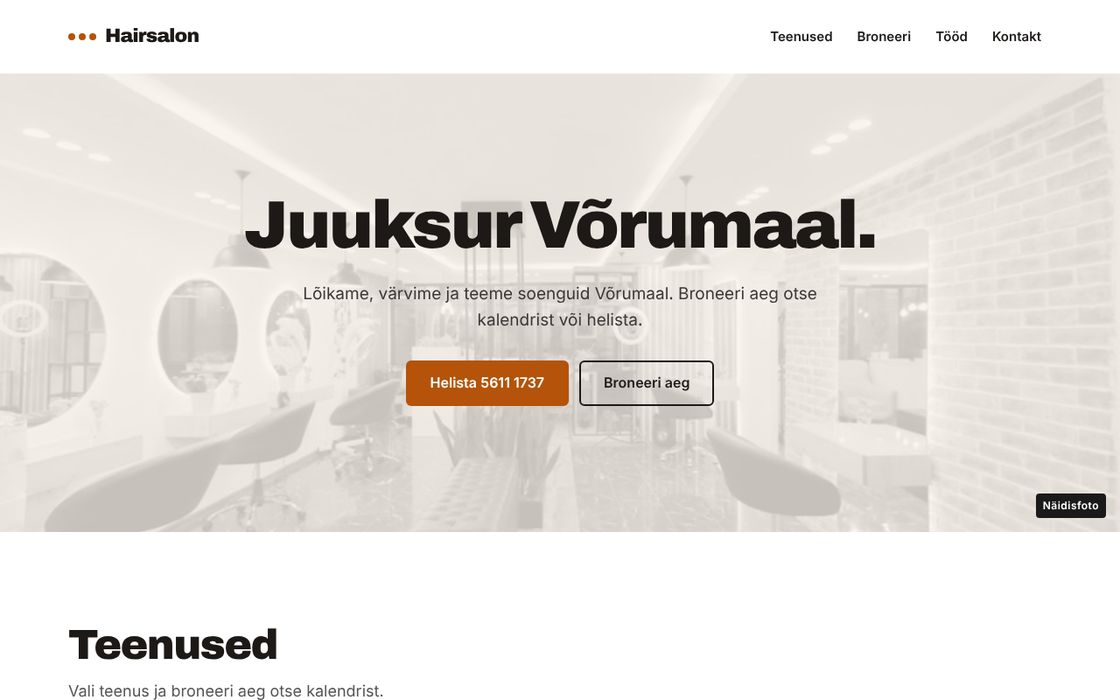 Hairsalon
Teenused
Broneeri
Tööd
Kontakt
Juuksur Võrumaal.
Lõikame, värvime ja teeme soenguid Võrumaal. Broneeri aeg otse
kalendrist või helista.
Helista 5611 1737
Broneeri aeg
Näidisfoto
Teenused
Vali teenus ja broneeri aeg otse kalendrist.